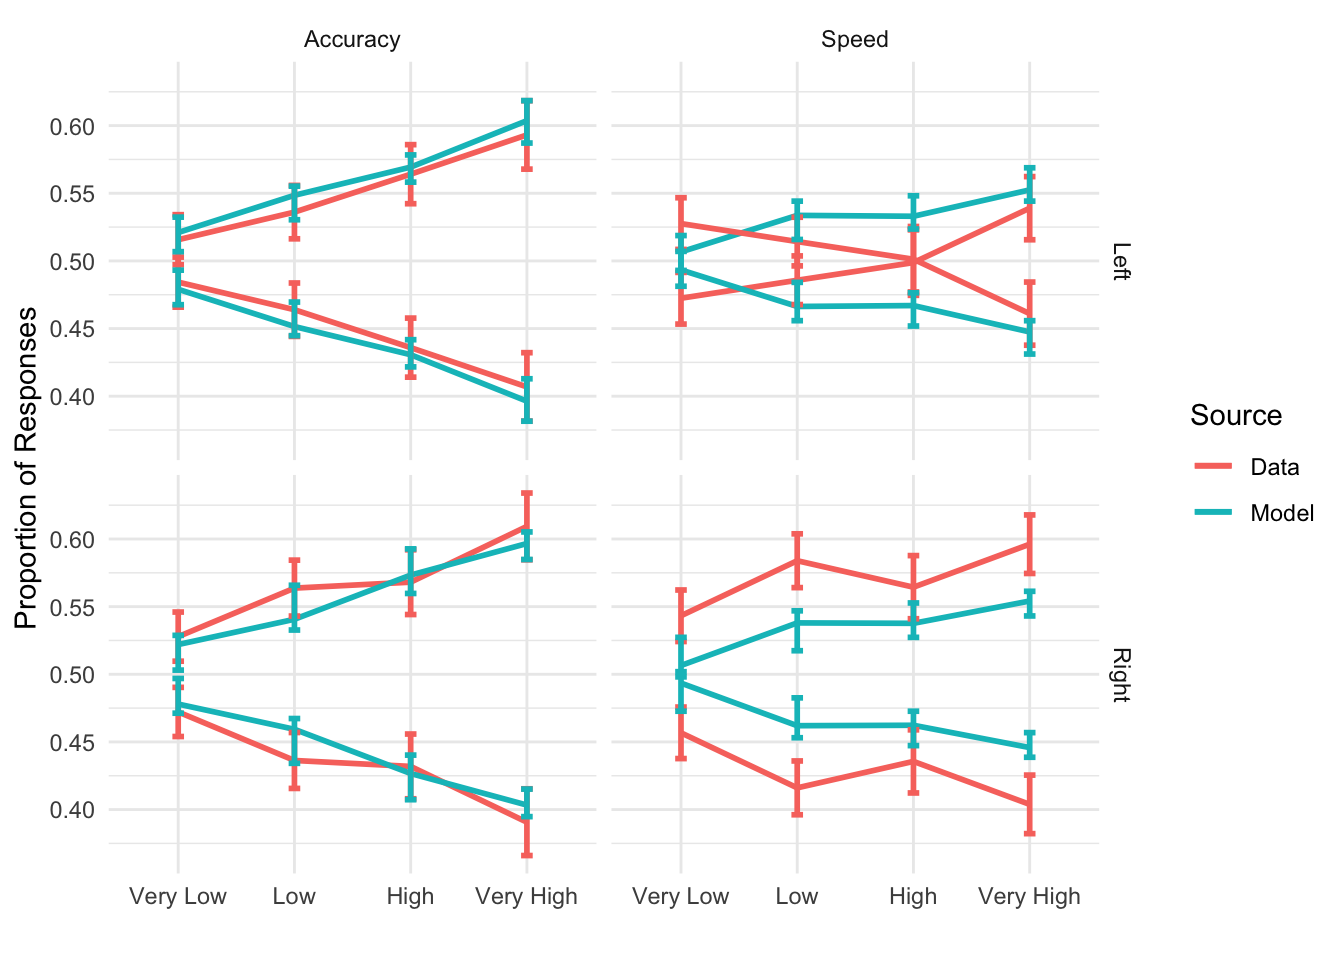 Accuracy
Speed
0.60
0.55
0.50
0.45
0.40
Left
0.60
0.55
0.50
0.45
0.40
Right
Proportion of Responses
Very Low
Low
High
Very High
Very Low
Low
High
Very High
Source
Data
Model